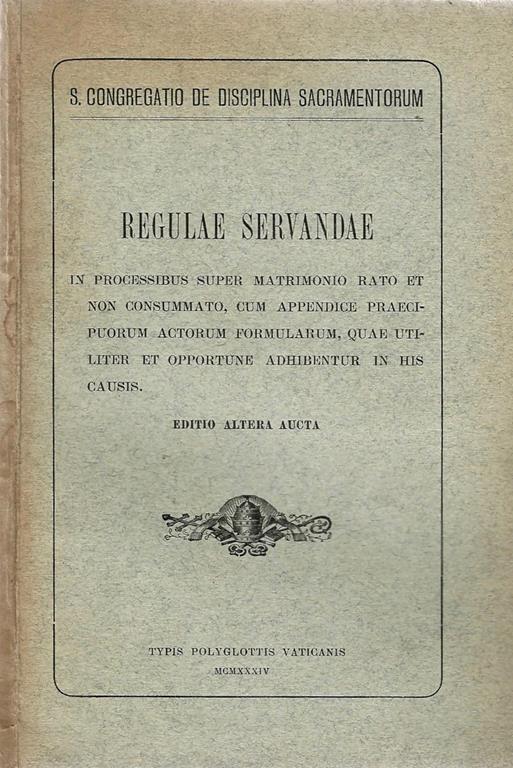 S. CONGREGATIO DE DISCIPLINA SACRAMENTORUM
REGULAE SERVANDAE
IN PROCESSIBUS SUPER MATRIMONIO RATO ET
NON CONSUMMATO, CUM APPENDICE PRAECI-
PUORUM ACTORUM FORMULARUM, QUAE UTI-
LITER ET OPPORTUNE ADHIBENTUR IN HIS
CAUSIS.
EDITIO ALTERA AUCTA
TYPIS POLYGLOTTIS VATICANIS
MCMXXXIV